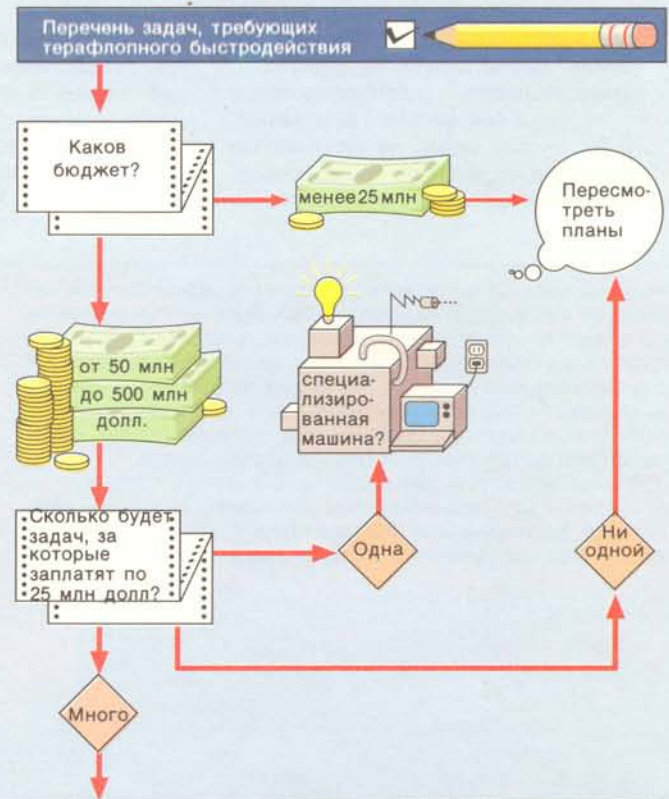 Перечень задач, требующих
терафлопного быстродействия
Каков
бюджет?
менее 25 млн
Пересмо-
треть
планы
от 50 млн
до 500 млн
долл.
специа-
лизиро-
ванная
машина?
Сколько будет
задач, за
которые
заплатят по
25 млн долл?
Одна
Ни
одной
Много